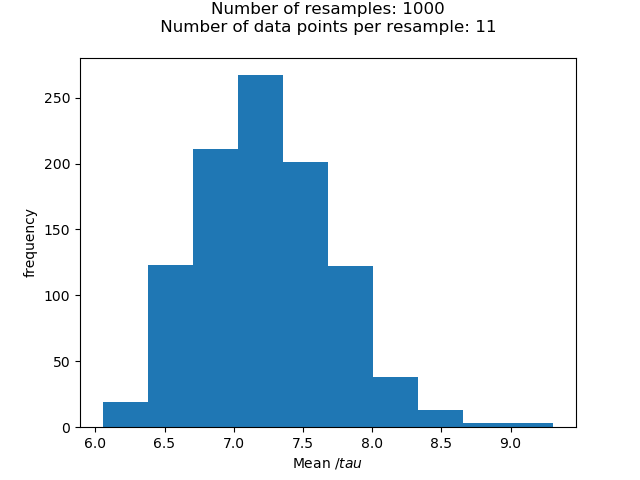 Number of resamples: 1000
Number of data points per resample: 11
250
200
150
100
50
0
frequency
6.0 6.5 7.0 7.5 8.0 8.5 9.0
Mean /tau